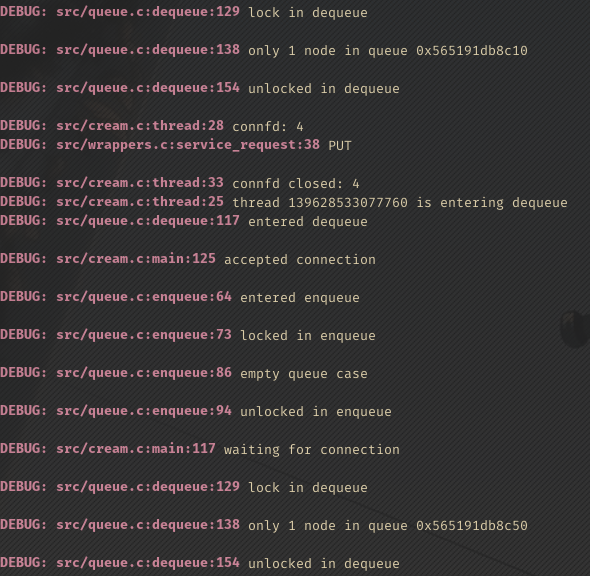 DEBUG: src/queue.c:dequeue:129 lock in dequeue
DEBUG: src/queue.c:dequeue:138 only 1 node in queue 0x565191db8c10
DEBUG: src/queue.c:dequeue:154 unlocked in dequeue
DEBUG: src/cream.c:thread:28 connfd: 4
DEBUG: src/wrappers.c:service_request:38 PUT
DEBUG: src/cream.c:thread:33 connfd closed: 4
DEBUG: src/cream.c:thread:25 thread 139628533077760 is entering dequeue
DEBUG: src/queue.c:dequeue:117 entered dequeue
DEBUG: src/cream.c:main:125 accepted connection
DEBUG: src/queue.c:enqueue:64 entered enqueue
DEBUG: src/queue.c:enqueue:73 locked in enqueue
DEBUG: src/queue.c:enqueue:86 empty queue case
DEBUG: src/queue.c:enqueue:94 unlocked in enqueue
DEBUG: src/cream.c:main:117 waiting for connection
DEBUG: src/queue.c:dequeue:129 lock in dequeue
DEBUG: src/queue.c:dequeue:138 only 1 node in queue 0x565191db8c50
DEBUG: src/queue.c:dequeue:154 unlocked in dequeue